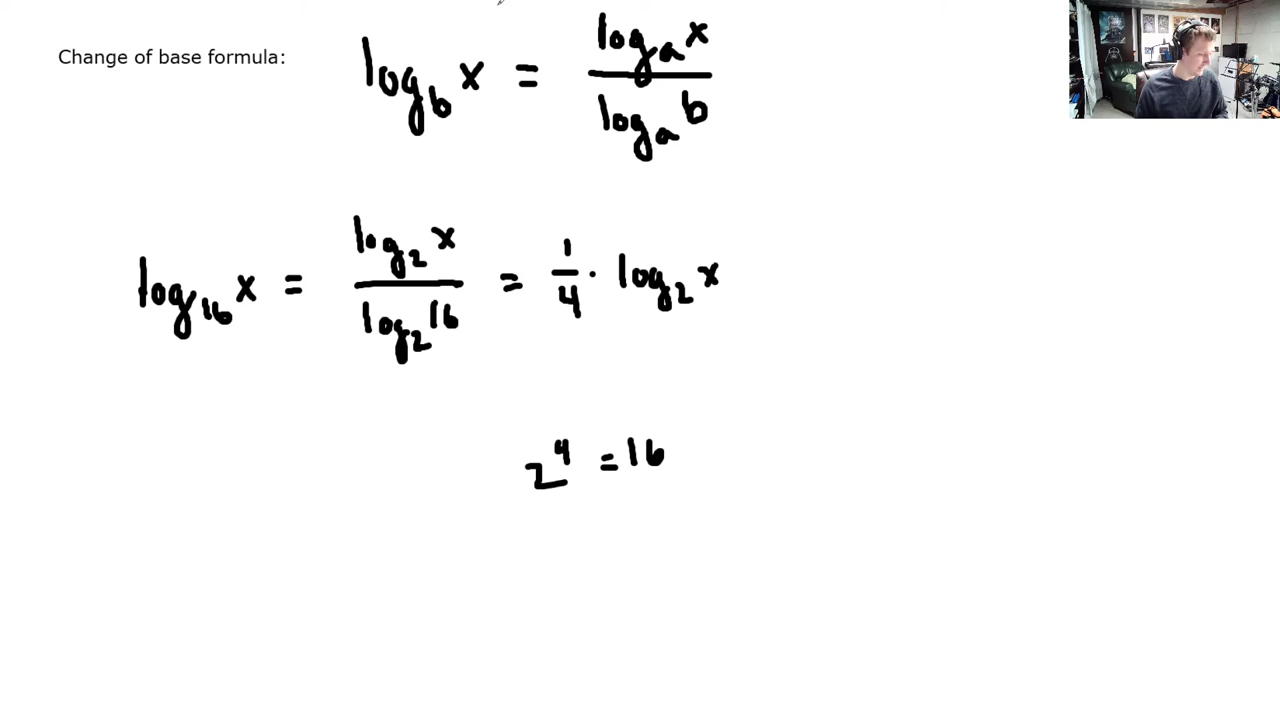 Change of base formula: log_b x = log_a x / log_a b
log_16 x = log_2 x / log_2 16 = 1/4 · log_2 x
2^4 = 16